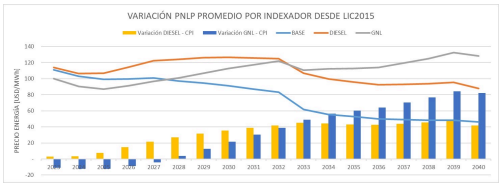 VARIACIÓN PNLP PROMEDIO POR INDEXADOR DESDE LIC2015
Variación DIESEL - CPI Variación GNL - CPI BASE DIESEL GNL
PRECIO ENERGÍA [USD/MWH]
140
120
100
80
60
40
20
-
-20
2025 2026 2027 2028 2029 2030 2031 2032 2033 2034 2035 2036 2037 2038 2039 2040